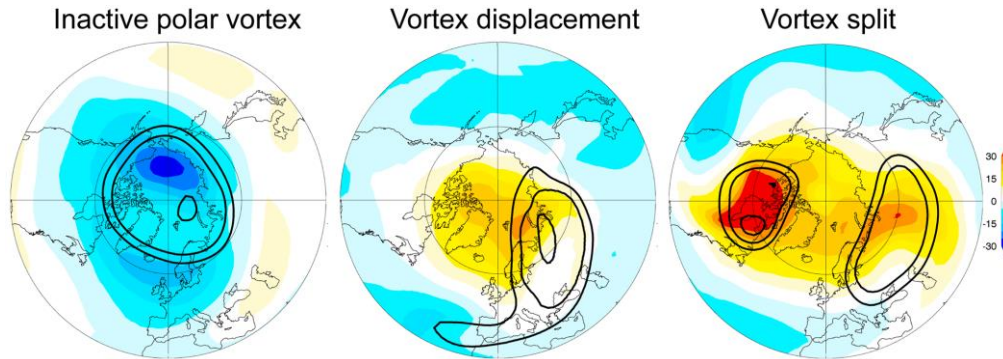 Inactive polar vortex
Vortex displacement
Vortex split
30
15
0
-15
-30